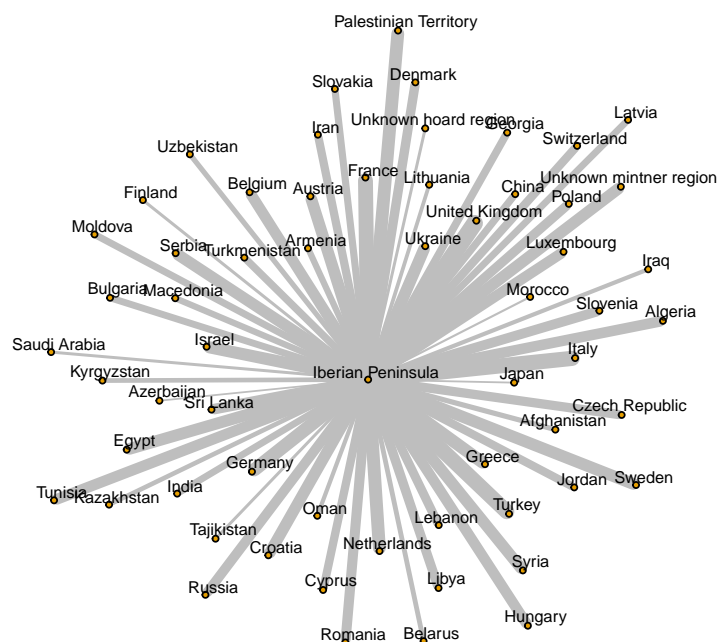 Palestinian Territory
Slovakia
Denmark
Latvia
Unknown hoard region
Georgia
Iran
Switzerland
Uzbekistan
France
Lithuania
Unknown mintner region
Belgium
Austria
China
Poland
Finland
United Kingdom
Moldova
Armenia
Ukraine
Luxembourg
Serbia
Turkmenistan
Iraq
Bulgaria
Macedonia
Morocco
Slovenia
Algeria
Israel
Saudi Arabia
Italy
Kyrgyzstan
Iberian Peninsula
Japan
Azerbaijan
Sri Lanka
Czech Republic
Afghanistan
Egypt
Germany
Greece
Tunisia
Kazakhstan
India
Jordan
Sweden
Oman
Lebanon
Turkey
Tajikistan
Croatia
Netherlands
Syria
Russia
Cyprus
Libya
Hungary
Romania
Belarus